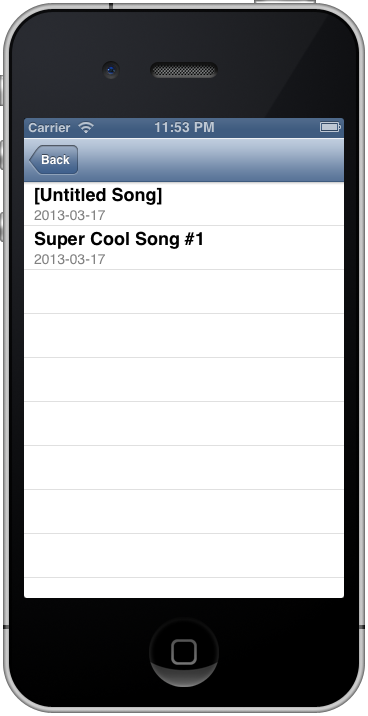 Carrier 11:53 PM
Back
[Untitled Song]
2013-03-17
Super Cool Song #1
2013-03-17